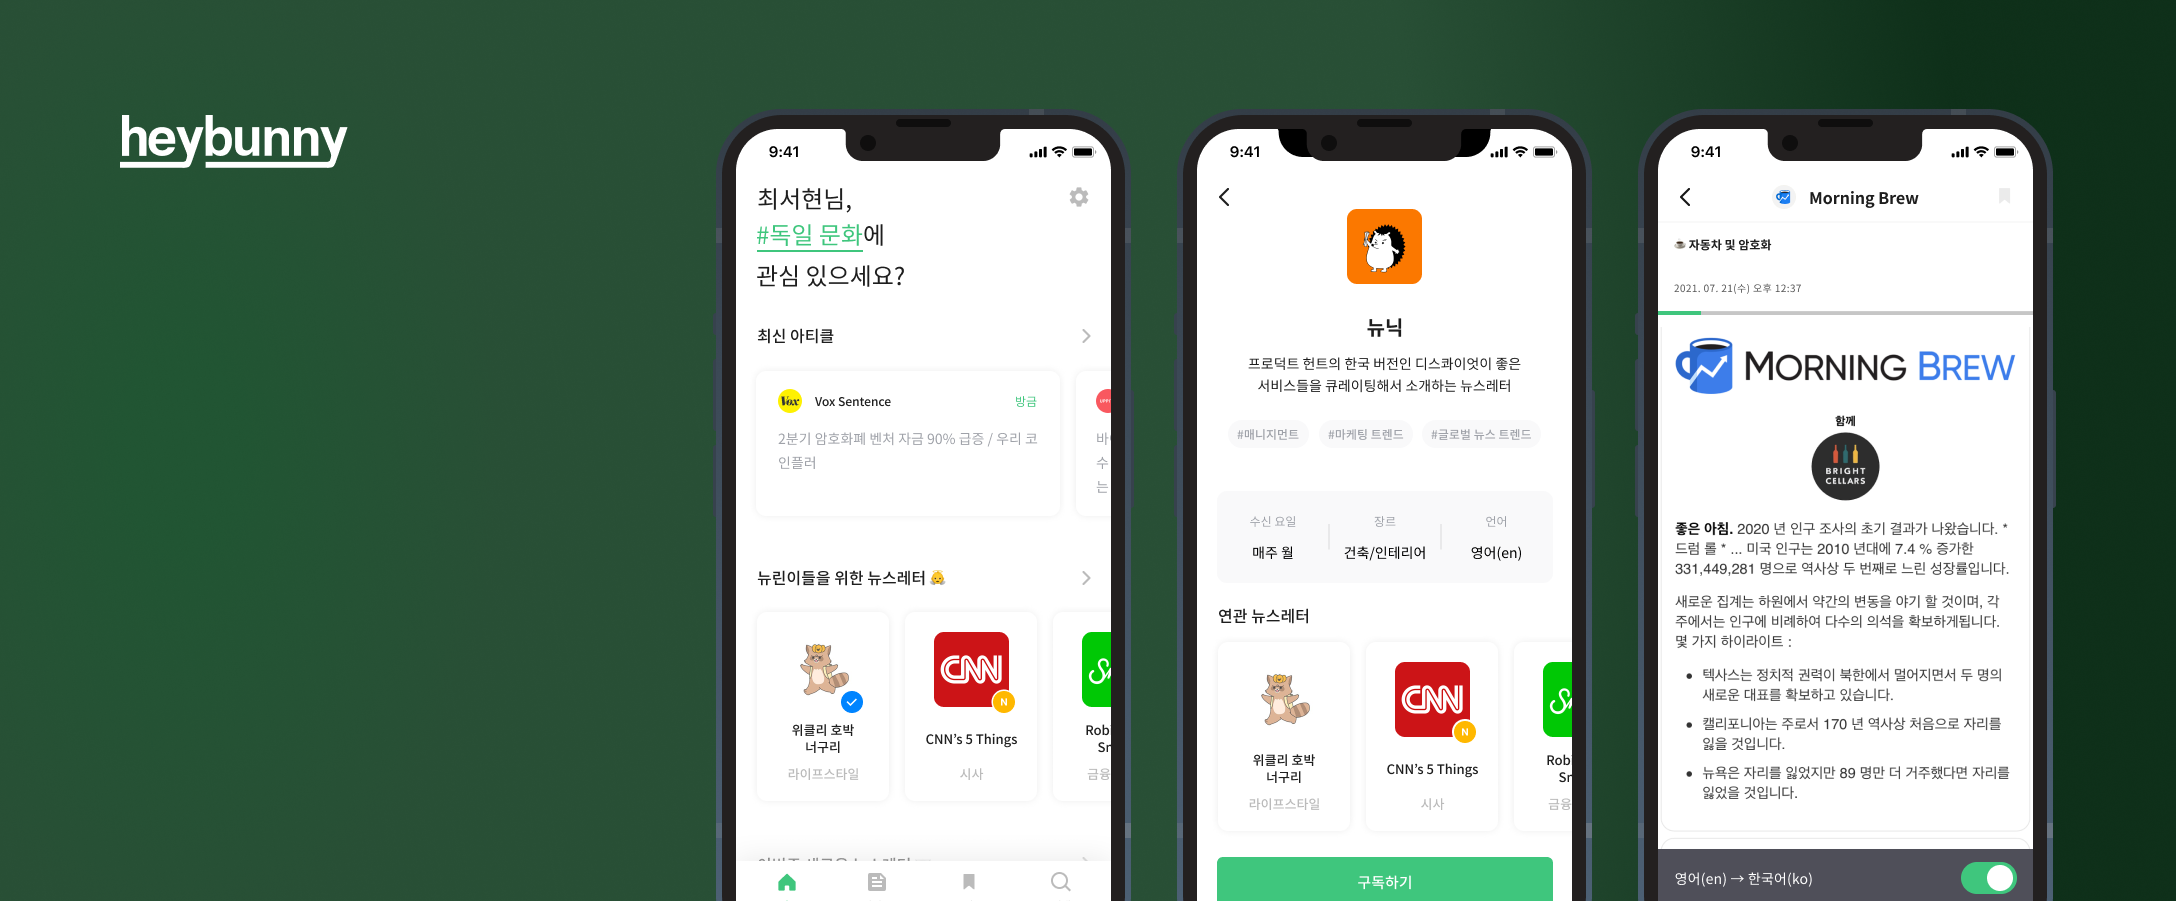 heybunny
9:41
최서현님,
#독일 문화에
관심 있으세요?
최신 아티클
Vox
Vox Sentence
방금
2분기 암호화폐 벤처 자금 90% 급증 / 우리 코
인플러
바
수
는
뉴린이들을 위한 뉴스레터
위클리 호박
너구리
라이프스타일
CNN
N
CNN's 5 Things
시사
Rob
Sn
금융
9:41
뉴닉
프로덕트 헌트의 한국 버전인 디스콰이엇이 좋은
서비스들을 큐레이팅해서 소개하는 뉴스레터
#매니지먼트
#마케팅 트렌드
#글로벌 뉴스 트렌드
수신 요일
장르
언어
매주 월
건축/인테리어
영어(en)
연관 뉴스레터
위클리 호박
너구리
라이프스타일
CNN
N
CNN's 5 Things
시사
Rob
Sn
금융
구독하기
9:41
Morning Brew
자동차 및 암호화
2021. 07. 21(수) 오후 12:37
MORNING BREW
함께
BRIGHT
CELLARS
좋은 아침. 2020 년 인구 조사의 초기 결과가 나왔습니다. *
드럼 롤 * ... 미국 인구는 2010 년대에 7.4 % 증가한
331,449,281 명으로 역사상 두 번째로 느린 성장률입니다.
새로운 집계는 하원에서 약간의 변동을 야기 할 것이며, 각
주에서는 인구에 비례하여 다수의 의석을 확보하게됩니다.
몇 가지 하이라이트 :
• 텍사스는 정치적 권력이 북한에서 멀어지면서 두 명의
새로운 대표를 확보하고 있습니다.
• 캘리포니아는 주로서 170 년 역사상 처음으로 자리를
잃을 것입니다.
• 뉴욕은 자리를 잃었지만 89 명만 더 거주했다면 자리를
잃었을 것입니다.
영어(en) → 한국어(ko)